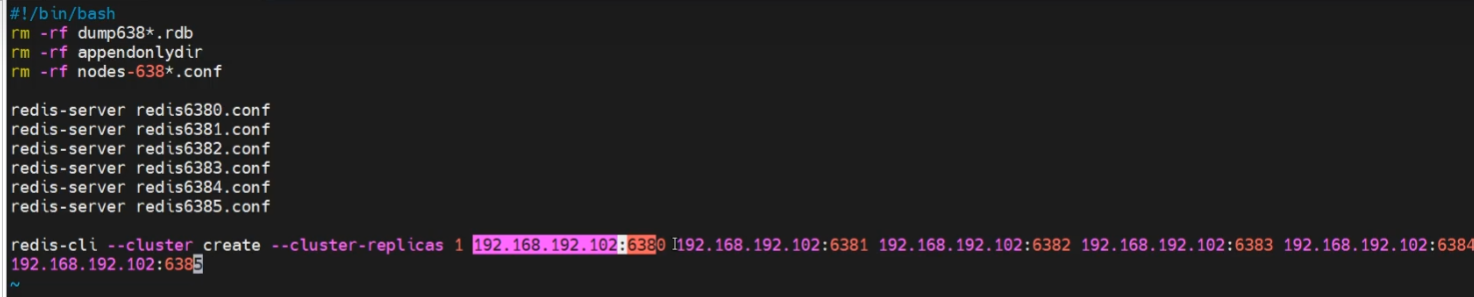 #!/bin/bash
rm -rf dump638*.rdb
rm -rf appendonlydir
rm -rf nodes-638*.conf
redis-server redis6380.conf
redis-server redis6381.conf
redis-server redis6382.conf
redis-server redis6383.conf
redis-server redis6384.conf
redis-server redis6385.conf
redis-cli --cluster create --cluster-replicas 1 192.168.192.102:6380 192.168.192.102:6381 192.168.192.102:6382 192.168.192.102:6383 192.168.192.102:6384
192.168.192.102:6385
~